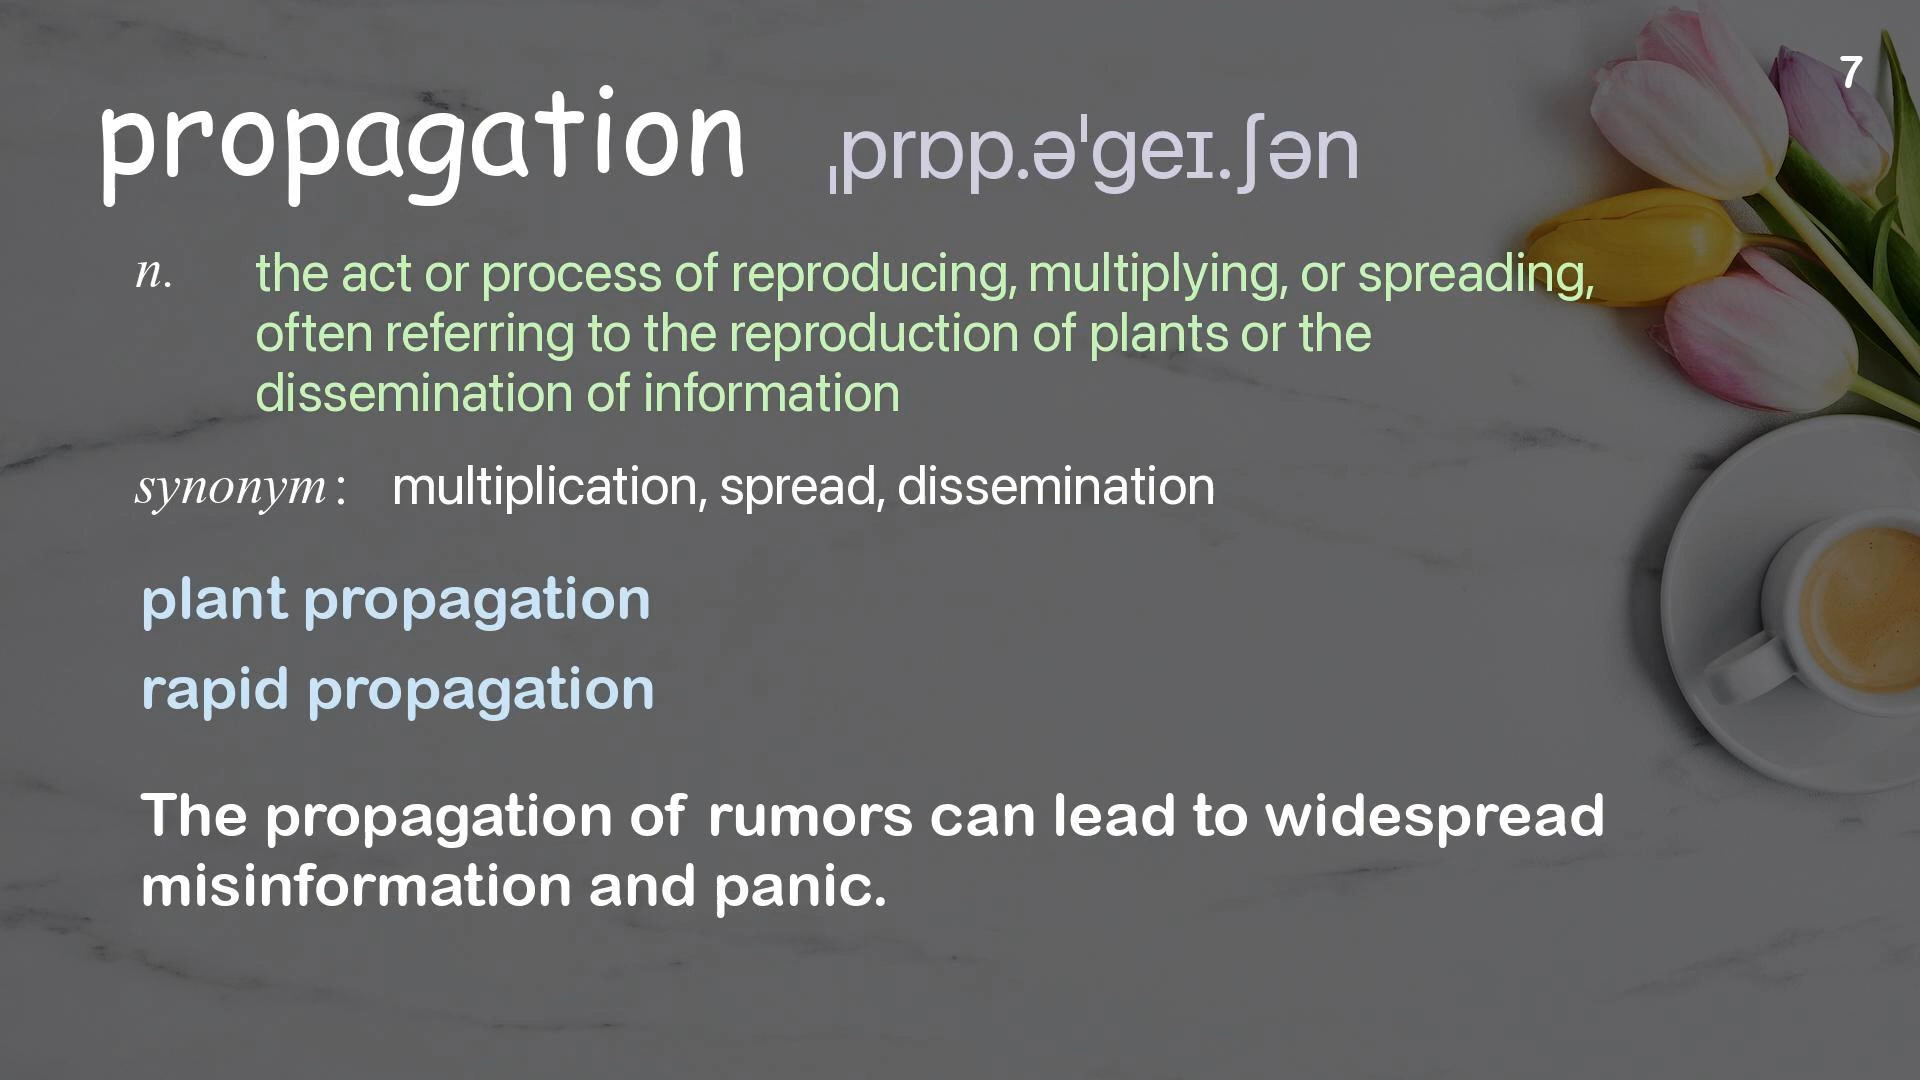 7
propagation ˌprɒp.əˈgeɪ.ʃən
n. the act or process of reproducing, multiplying, or spreading,
often referring to the reproduction of plants or the
dissemination of information
synonym: multiplication, spread, dissemination
plant propagation
rapid propagation
The propagation of rumors can lead to widespread
misinformation and panic.